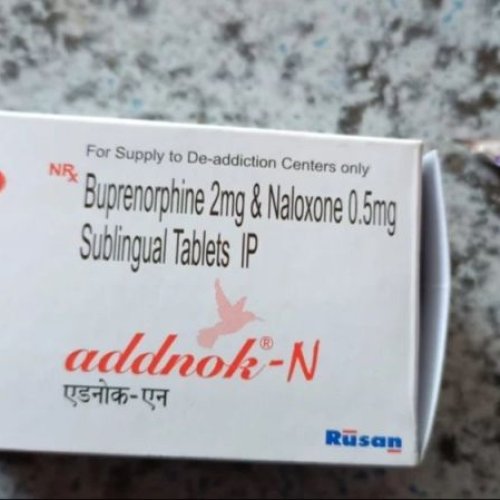 For Supply to De-addiction Centers only
NRx Buprenorphine 2mg & Naloxone 0.5mg
Sublingual Tablets IP
addnok®-N
एडनोक-एन
Rusan